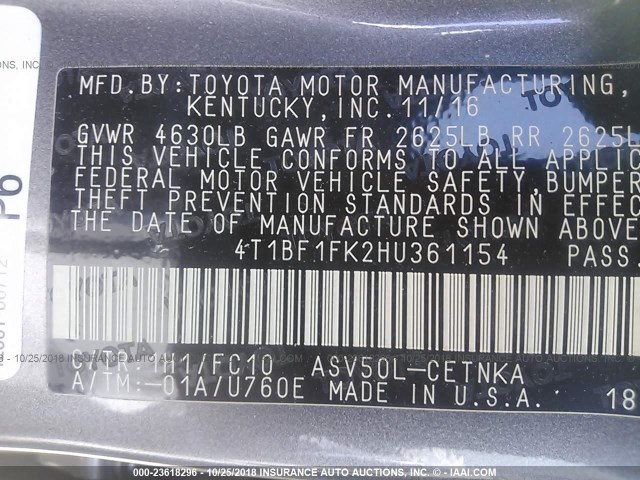 MFD.BY:TOYOTA MOTOR MANUFACTURING,
KENTUCKY,INC.11/16
GVWR 4630LB GAWR FR 2625LB RR 2625L
THIS VEHICLE CONFORMS TO ALL APPLIC
FEDERAL MOTOR VEHICLE SAFETY,BUMPER
THEFT PREVENTION STANDARDS IN EFFEC
THE DATE OF MANUFACTURE SHOWN ABOVE
4T1BF1FK2HU361154 PASS.
C/TR:1H1/FC10 ASV50L-CETNKA
A/TM:-01A/U760E MADE IN U.S.A. 18
P6
TOYOTA
000-23618296 - 10/25/2018 INSURANCE AUTO AUCTIONS, INC. - © - IAAI.COM